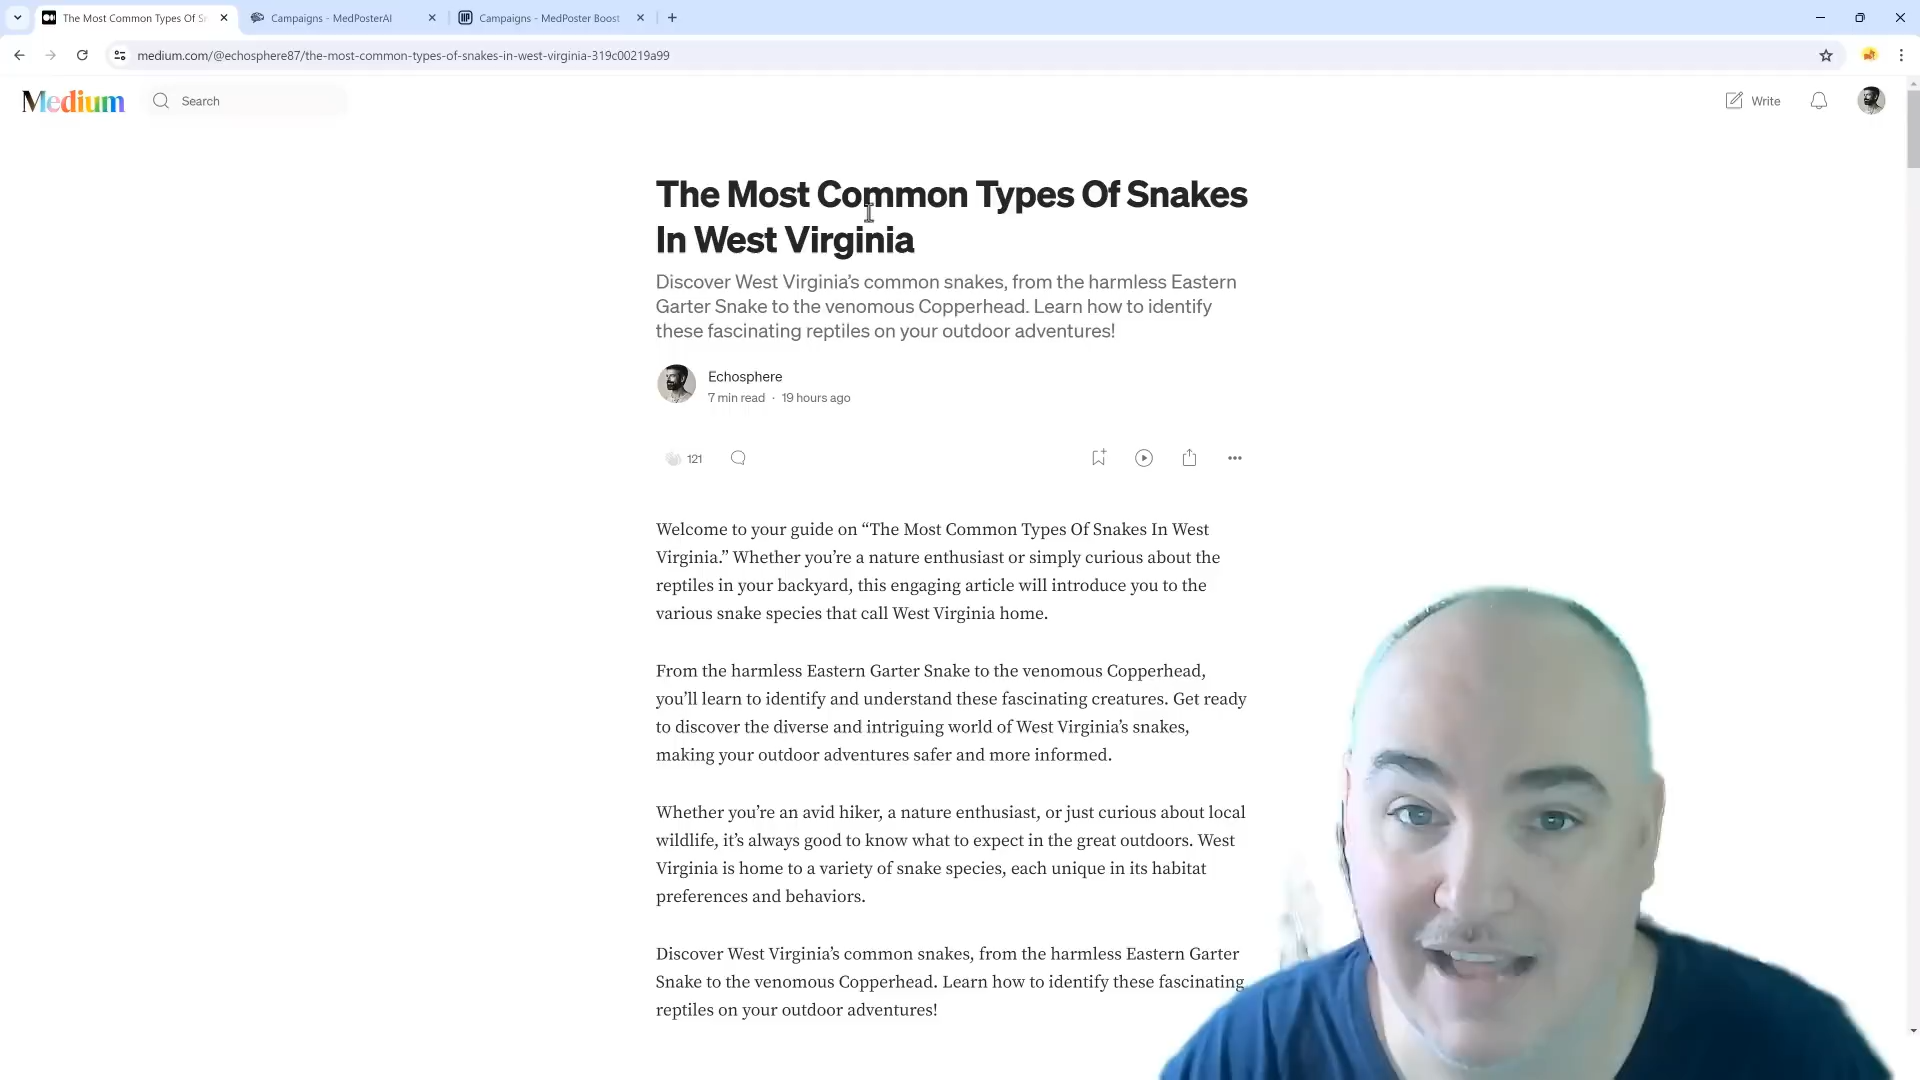 The Most Common Types Of Sn
Campaigns - MedPosterAI
Campaigns - MedPoster Boost
medium.com/@echosphere87/the-most-common-types-of-snakes-in-west-virginia-319c00219a99
Medium
Search
Write
The Most Common Types Of Snakes
In West Virginia
Discover West Virginia’s common snakes, from the harmless Eastern
Garter Snake to the venomous Copperhead. Learn how to identify
these fascinating reptiles on your outdoor adventures!
Echosphere
7 min read · 19 hours ago
121
Welcome to your guide on “The Most Common Types Of Snakes In West
Virginia.” Whether you’re a nature enthusiast or simply curious about the
reptiles in your backyard, this engaging article will introduce you to the
various snake species that call West Virginia home.
From the harmless Eastern Garter Snake to the venomous Copperhead,
you’ll learn to identify and understand these fascinating creatures. Get ready
to discover the diverse and intriguing world of West Virginia’s snakes,
making your outdoor adventures safer and more informed.
Whether you’re an avid hiker, a nature enthusiast, or just curious about local
wildlife, it’s always good to know what to expect in the great outdoors. West
Virginia is home to a variety of snake species, each unique in its habitat
preferences and behaviors.
Discover West Virginia’s common snakes, from the harmless Eastern Garter
Snake to the venomous Copperhead. Learn how to identify these fascinating
reptiles on your outdoor adventures!